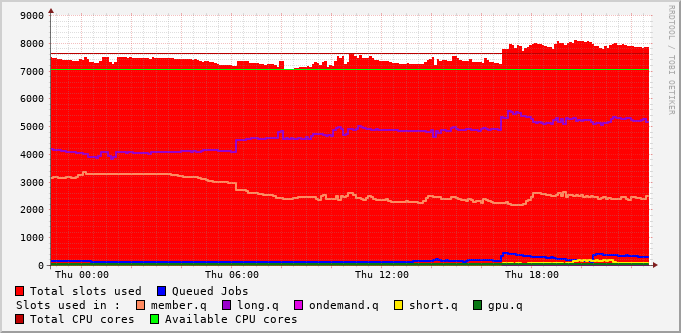 9000
8000
7000
6000
5000
4000
3000
2000
1000
0
Thu 00:00 Thu 06:00 Thu 12:00 Thu 18:00
RRDTOOL / TOBI OETIKER
Total slots used Queued Jobs
Slots used in : member.q long.q ondemand.q short.q gpu.q
Total CPU cores Available CPU cores